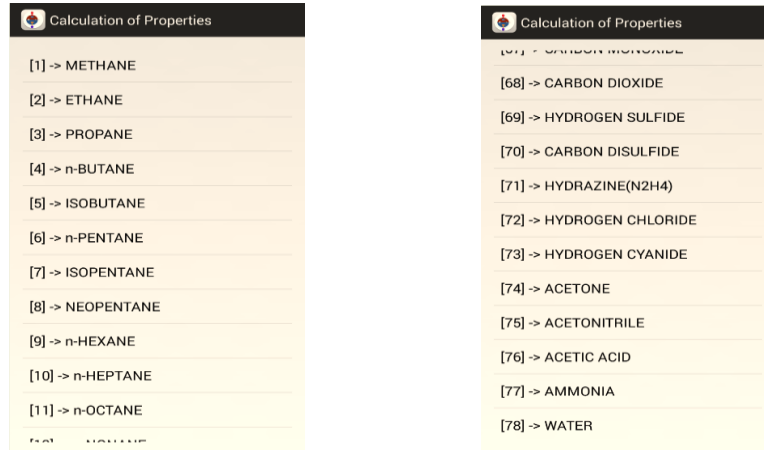 Calculation of Properties
[1] -> METHANE
[2] -> ETHANE
[3] -> PROPANE
[4] -> n-BUTANE
[5] -> ISOBUTANE
[6] -> n-PENTANE
[7] -> ISOPENTANE
[8] -> NEOPENTANE
[9] -> n-HEXANE
[10] -> n-HEPTANE
[11] -> n-OCTANE
Calculation of Properties
[67] -> CARBON MONOXIDE
[68] -> CARBON DIOXIDE
[69] -> HYDROGEN SULFIDE
[70] -> CARBON DISULFIDE
[71] -> HYDRAZINE(N2H4)
[72] -> HYDROGEN CHLORIDE
[73] -> HYDROGEN CYANIDE
[74] -> ACETONE
[75] -> ACETONITRILE
[76] -> ACETIC ACID
[77] -> AMMONIA
[78] -> WATER